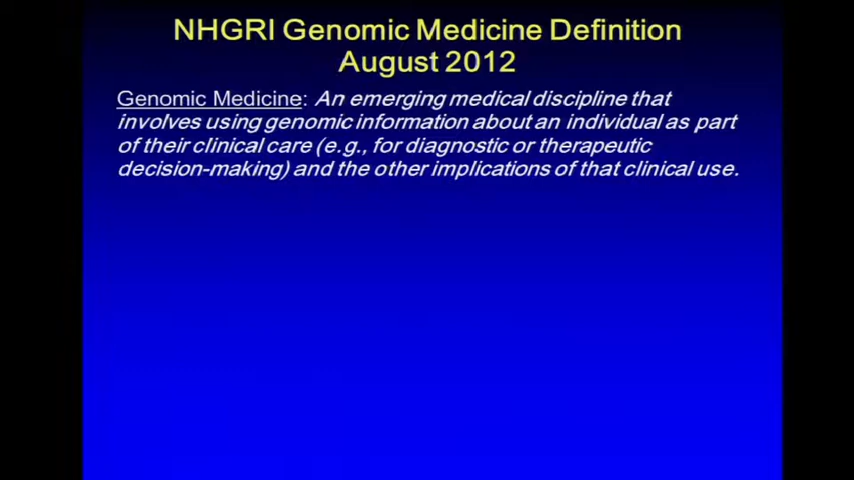 NHGRI Genomic Medicine Definition
August 2012
Genomic Medicine: An emerging medical discipline that
involves using genomic information about an individual as part
of their clinical care (e.g., for diagnostic or therapeutic
decision-making) and the other implications of that clinical use.